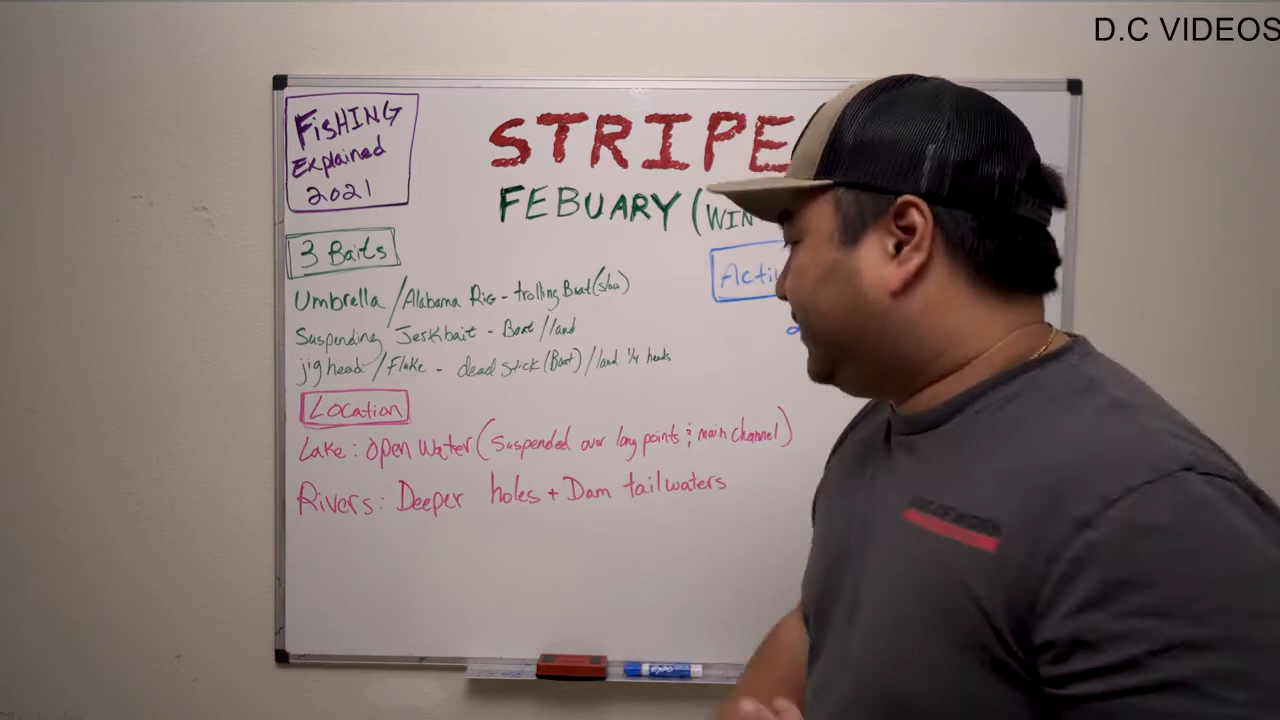 D.C VIDEOS
FisHING
Explained
2021
STRIPE
FEBUARY (WIN
3 Baits
Umbrella / Alabama Rig - trolling Boat (slow)
Suspending Jerkbait - Boat / land
jig head / Fluke - dead stick (Boat) / land 1/4 heads
Activ
Location
Lake: Open Water (Suspended over long points & main channel)
Rivers: Deeper holes + Dam tailwaters